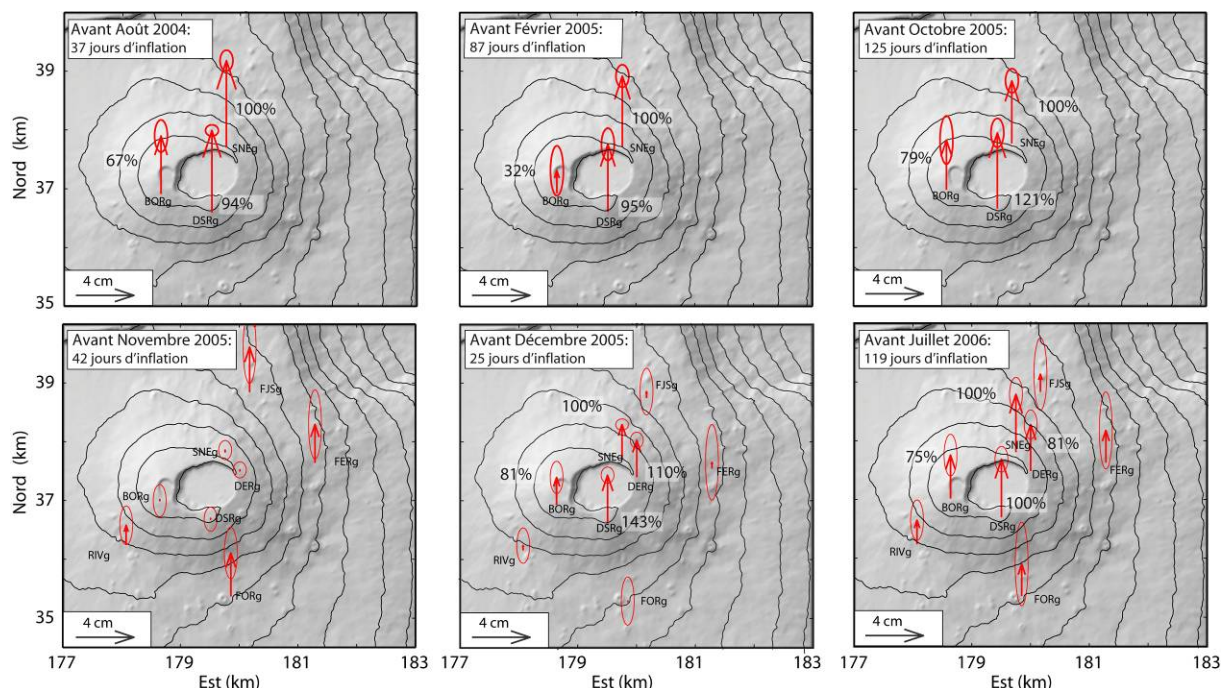 Avant Août 2004:
37 jours d'inflation
39
37
35
Nord (km)
100%
SNEg
67%
BORg
94%
DSRg
4 cm
Avant Février 2005:
87 jours d'inflation
100%
SNEg
32%
BORg
95%
DSRg
4 cm
Avant Octobre 2005:
125 jours d'inflation
100%
SNEg
79%
BORg
121%
DSRg
4 cm
Avant Novembre 2005:
42 jours d'inflation
39
37
35
Nord (km)
FJSg
SNEg
FERg
DERg
BORg
DSRg
RIVg
FORg
4 cm
177
179
181
183
Est (km)
Avant Décembre 2005:
25 jours d'inflation
FJSg
100%
SNEg
FERg
81%
110%
DERg
BORg
DSRg
143%
RIVg
FORg
4 cm
177
179
181
183
Est (km)
Avant Juillet 2006:
119 jours d'inflation
FJSg
100%
SNEg
81%
DERg
FERg
75%
BORg
100%
DSRg
RIVg
FORg
4 cm
177
179
181
183
Est (km)